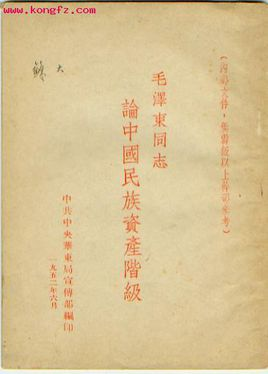 www.kongfz.cn
(內部文件,縣級以上幹部參考)
毛澤東同志
論中國民族資產階級
中共中央華東局宣傳部編印
一九五二年六月
大